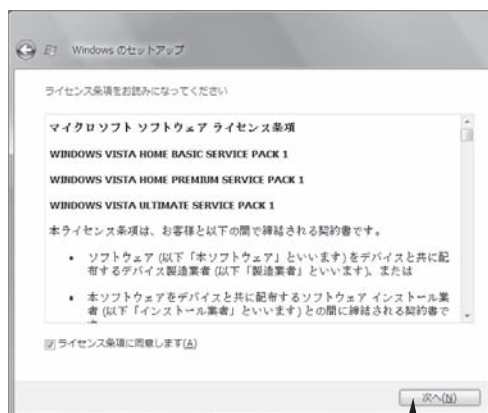 Windows のセットアップ
ライセンス条項をお読みになってください
マイクロソフト ソフトウェア ライセンス条項
WINDOWS VISTA HOME BASIC SERVICE PACK 1
WINDOWS VISTA HOME PREMIUM SERVICE PACK 1
WINDOWS VISTA ULTIMATE SERVICE PACK 1
本ライセンス条項は、お客様と以下の間で締結される契約書です。
• ソフトウェア (以下「本ソフトウェア」といいます) をデバイスと共に配
布するデバイス製造業者 (以下「製造業者」といいます)、または
• 本ソフトウェアをデバイスと共に配布するソフトウェア インストール業
者 (以下「インストール業者」といいます) との間に締結される契約書で
ライセンス条項に同意します(A)
次へ(N)